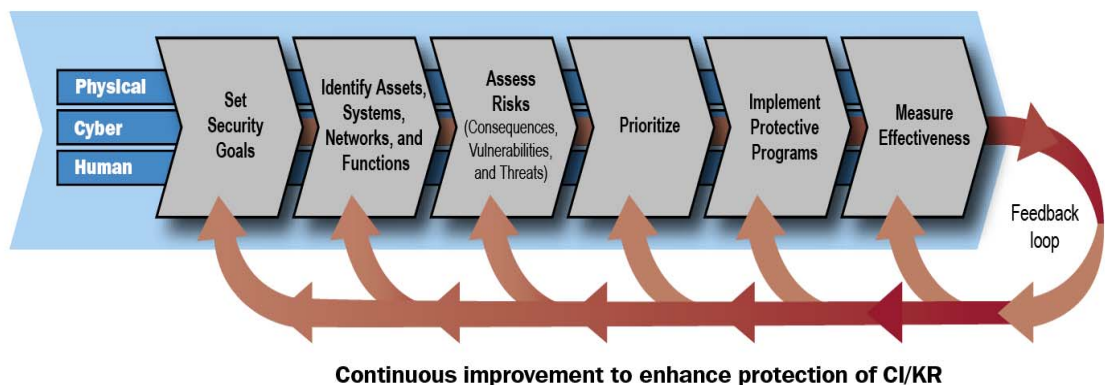 Physical
Cyber
Human
Set
Security
Goals
Identify Assets,
Systems,
Networks, and
Functions
Assess
Risks
(Consequences,
Vulnerabilities,
and Threats)
Prioritize
Implement
Protective
Programs
Measure
Effectiveness
Feedback
loop
Continuous improvement to enhance protection of CI/KR